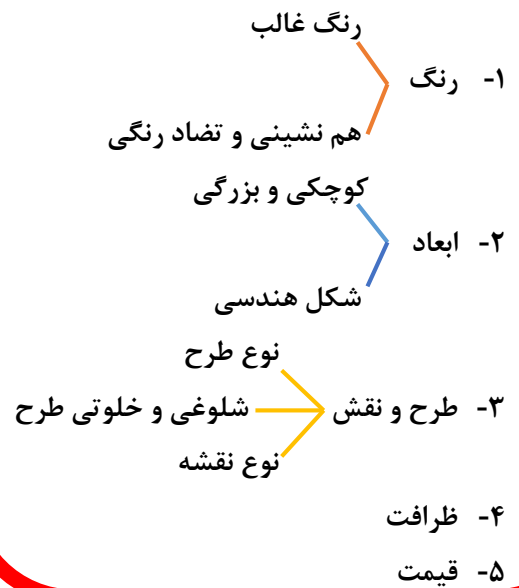 رنگ غالب
۱- رنگ
هم نشینی و تضاد رنگی
کوچکی و بزرگی
۲- ابعاد
شکل هندسی
نوع طرح
۳- طرح و نقش شلوغی و خلوتی طرح
نوع نقشه
۴- ظرافت
۵- قیمت